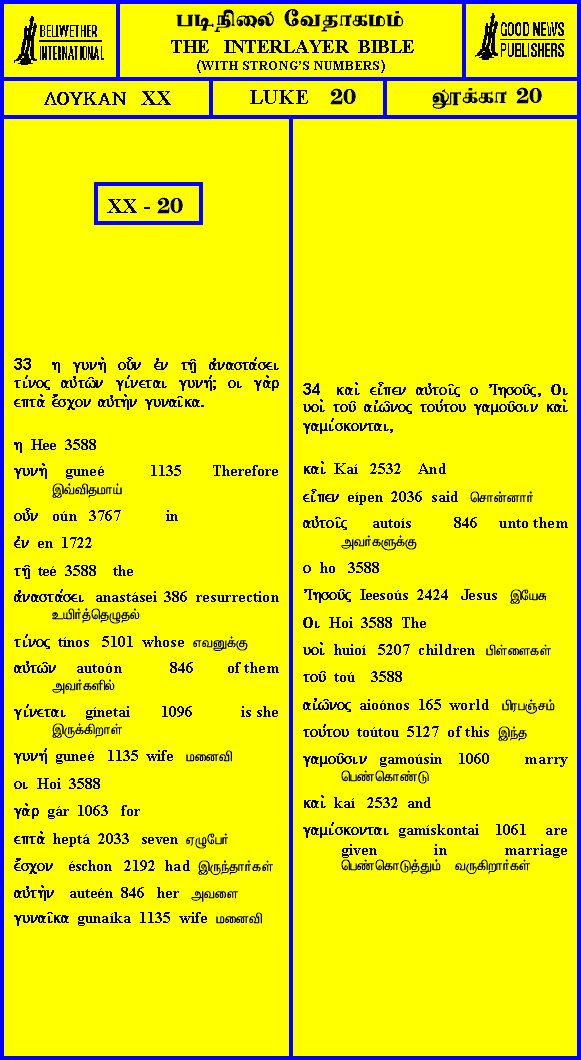 BELLWETHER
INTERNATIONAL
படிநிலை வேதாகமம்
THE INTERLAYER BIBLE
(WITH STRONG'S NUMBERS)
GOOD NEWS
PUBLISHERS
ΛΟΥΚΑΝ XX
LUKE 20
லூக்கா 20
XX - 20
33 η γυνὴ οὖν ἐν τῇ ἀναστάσει
τίνος αὐτῶν γίνεται γυνή; οι γὰρ
επτὰ ἔσχον αὐτὴν γυναῖκα.
η Hee 3588
γυνὴ guneé 1135 Therefore
இவ்விதமாய்
οὖν oún 3767 in
ἐν en 1722
τῇ teé 3588 the
ἀναστάσει anastásei 386 resurrection
உயிர்த்தெழுதல்
τίνος tínos 5101 whose எவனுக்கு
αὐτῶν autoón 846 of them
அவர்களில்
γίνεται gínetai 1096 is she
இருக்கிறாள்
γυνή guneé 1135 wife மனைவி
οι Hoi 3588
γὰρ gár 1063 for
επτὰ heptá 2033 seven ஏழுபேர்
ἔσχον éschon 2192 had இருந்தார்கள்
αὐτὴν auteén 846 her அவளை
γυναῖκα gunaíka 1135 wife மனைவி
34 καὶ εἶπεν αὐτοῖς ο Ἰησοῦς, Οι
υοὶ τοῦ αἰῶνος τούτου γαμοῦσιν καὶ
γαμίσκονται,
καὶ Kaí 2532 And
εἶπεν eípen 2036 said சொன்னார்
αὐτοῖς autoís 846 unto them
அவர்களுக்கு
ο ho 3588
Ἰησοῦς Ieesoús 2424 Jesus இயேசு
Οι Hoi 3588 The
υοὶ huioí 5207 children பிள்ளைகள்
τοῦ toú 3588
αἰῶνος aioónos 165 world பிரபஞ்சம்
τούτου toútou 5127 of this இந்த
γαμοῦσιν gamoúsin 1060 marry
பெண்கொண்டு
καὶ kaí 2532 and
γαμίσκονται gamískontai 1061 are
given in marriage
பெண்கொடுத்தும் வருகிறார்கள்